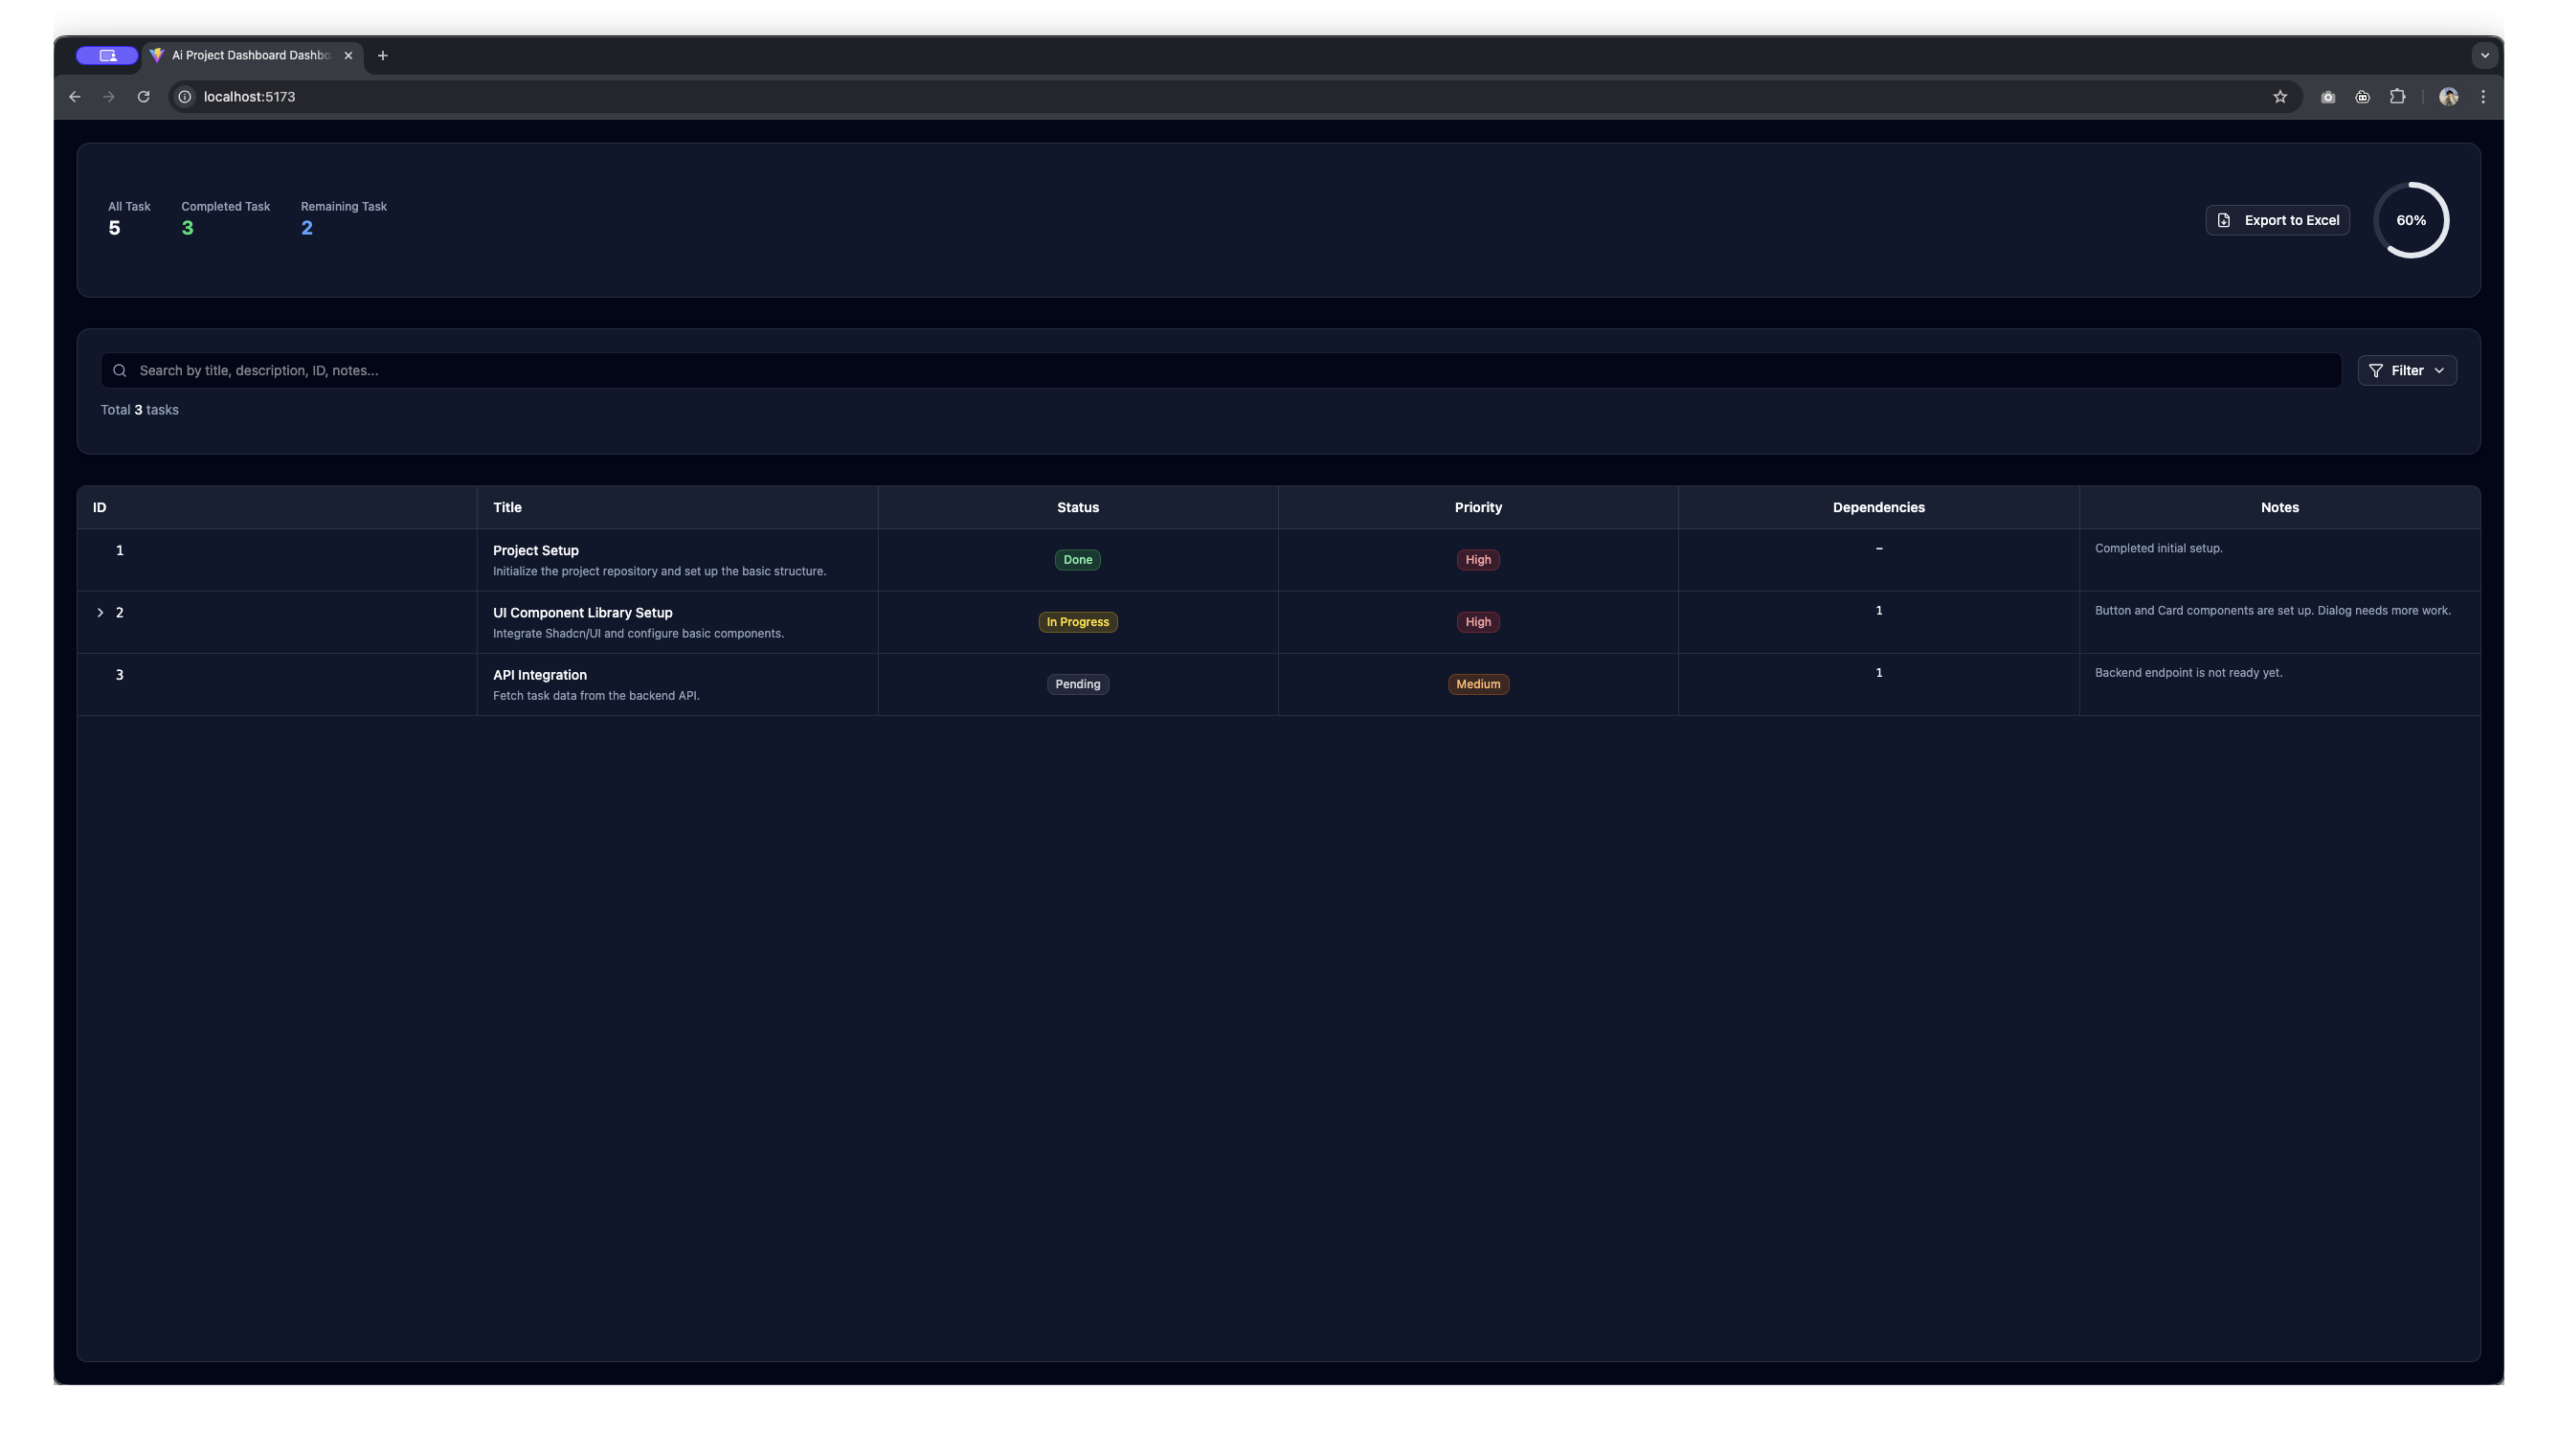 Ai Project Dashboard Dashbo
localhost:5173
All Task
5
Completed Task
3
Remaining Task
2
Export to Excel
60%
Search by title, description, ID, notes...
Filter
Total 3 tasks
ID Title Status Priority Dependencies Notes
1 Project Setup Done High – Completed initial setup.
Initialize the project repository and set up the basic structure.
2 UI Component Library Setup In Progress High 1 Button and Card components are set up. Dialog needs more work.
Integrate Shadcn/UI and configure basic components.
3 API Integration Pending Medium 1 Backend endpoint is not ready yet.
Fetch task data from the backend API.